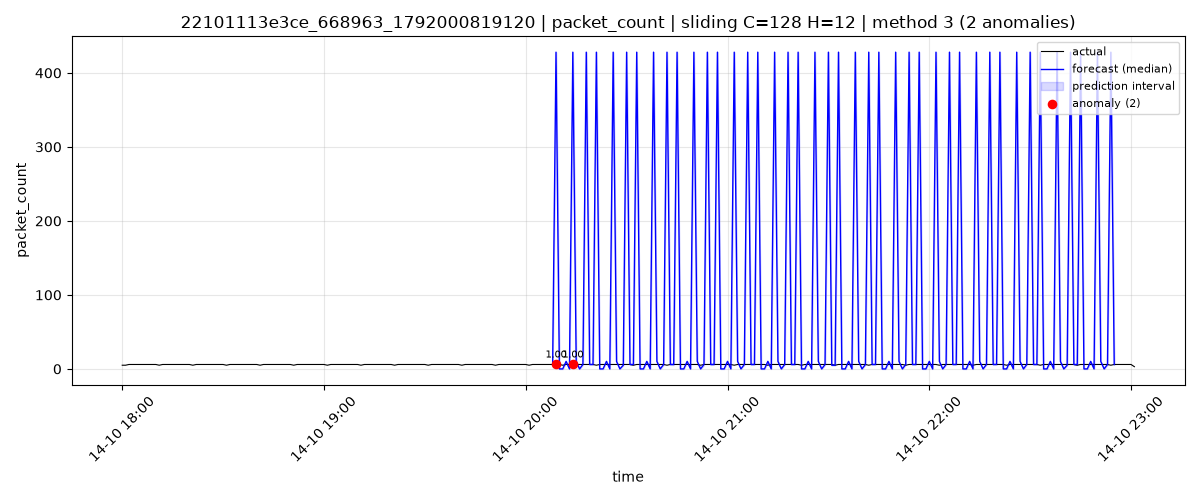 22101113e3ce_668963_1792000819120 | packet_count | sliding C=128 H=12 | method 3 (2 anomalies)
actual
forecast (median)
prediction interval
anomaly (2)
packet_count
400
300
200
100
0
1.00
1.00
14-10 18:00
14-10 19:00
14-10 20:00
14-10 21:00
14-10 22:00
14-10 23:00
time